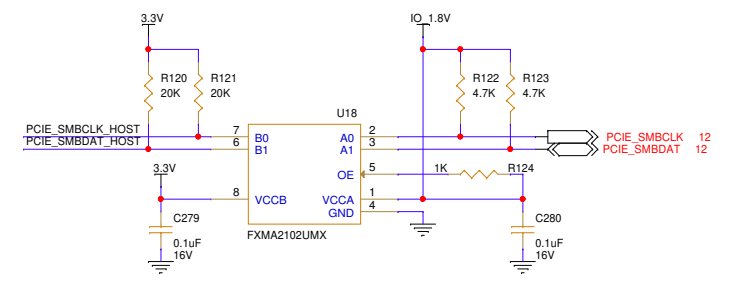 3.3V
IO_1.8V
R120
20K
R121
20K
R122
4.7K
R123
4.7K
U18
PCIE_SMBCLK_HOST
PCIE_SMBDAT_HOST
7
6
B0
B1
A0
A1
2
3
PCIE_SMBCLK 12
PCIE_SMBDAT 12
3.3V
OE
5
1K
R124
8
VCCB
VCCA
GND
1
4
C279
0.1uF
16V
FXMA2102UMX
C280
0.1uF
16V